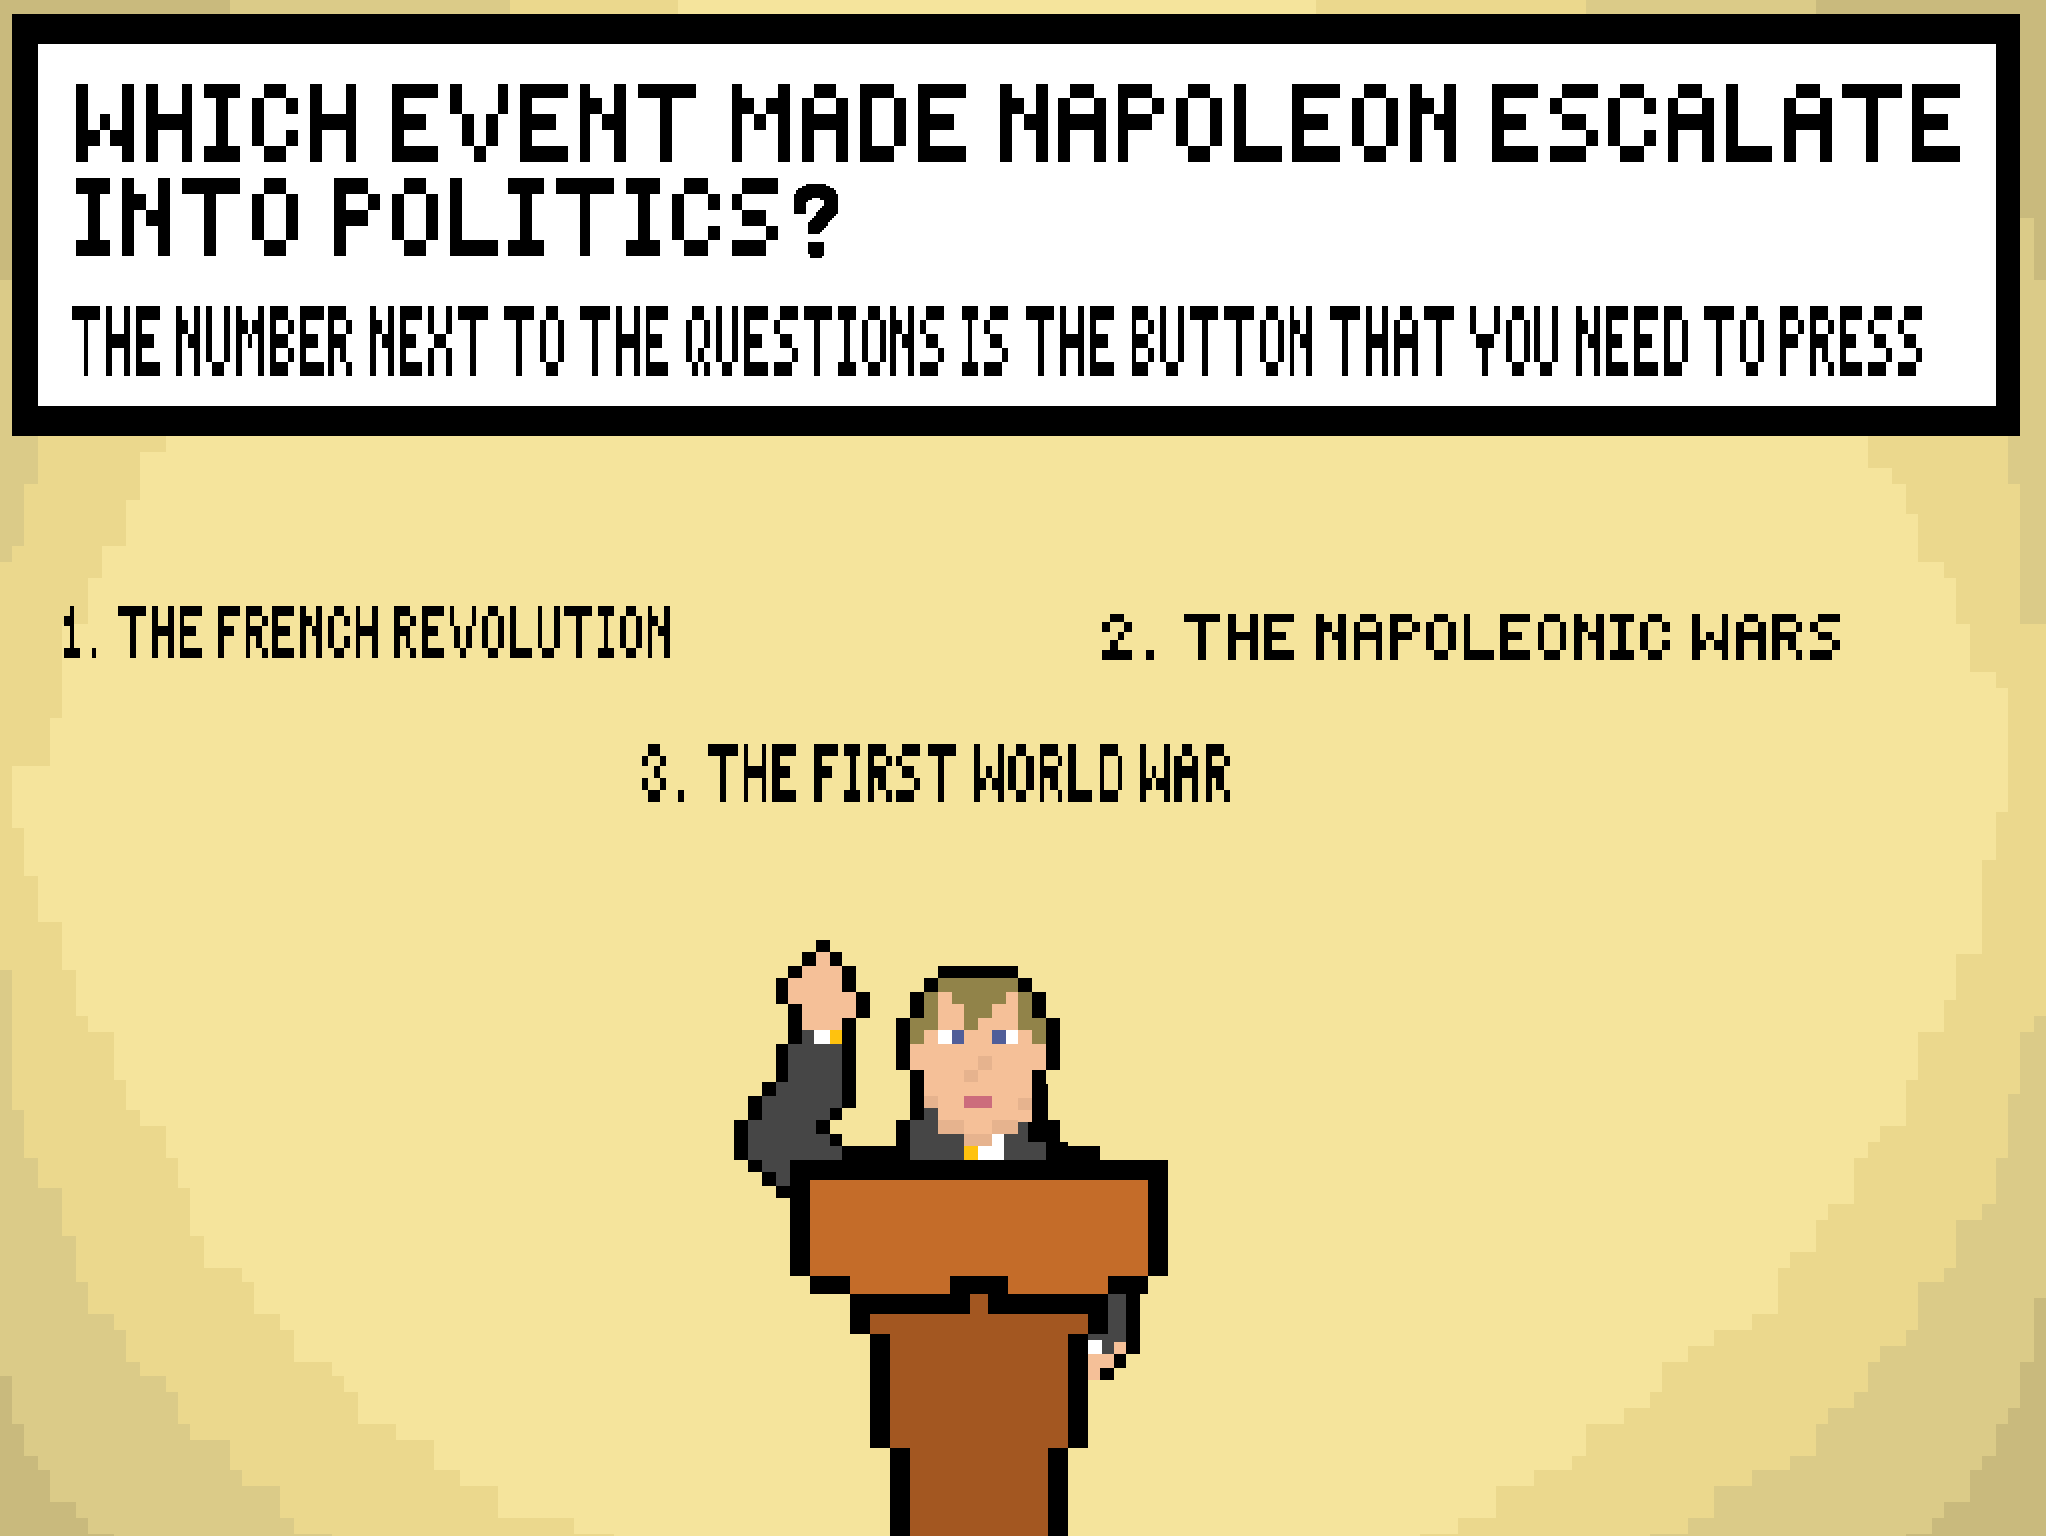 WHICH EVENT MADE NAPOLEON ESCALATE
INTO POLITICS?
THE NUMBER NEXT TO THE QUESTIONS IS THE BUTTON THAT YOU NEED TO PRESS
1. THE FRENCH REVOLUTION
2. THE NAPOLEONIC WARS
3. THE FIRST WORLD WAR